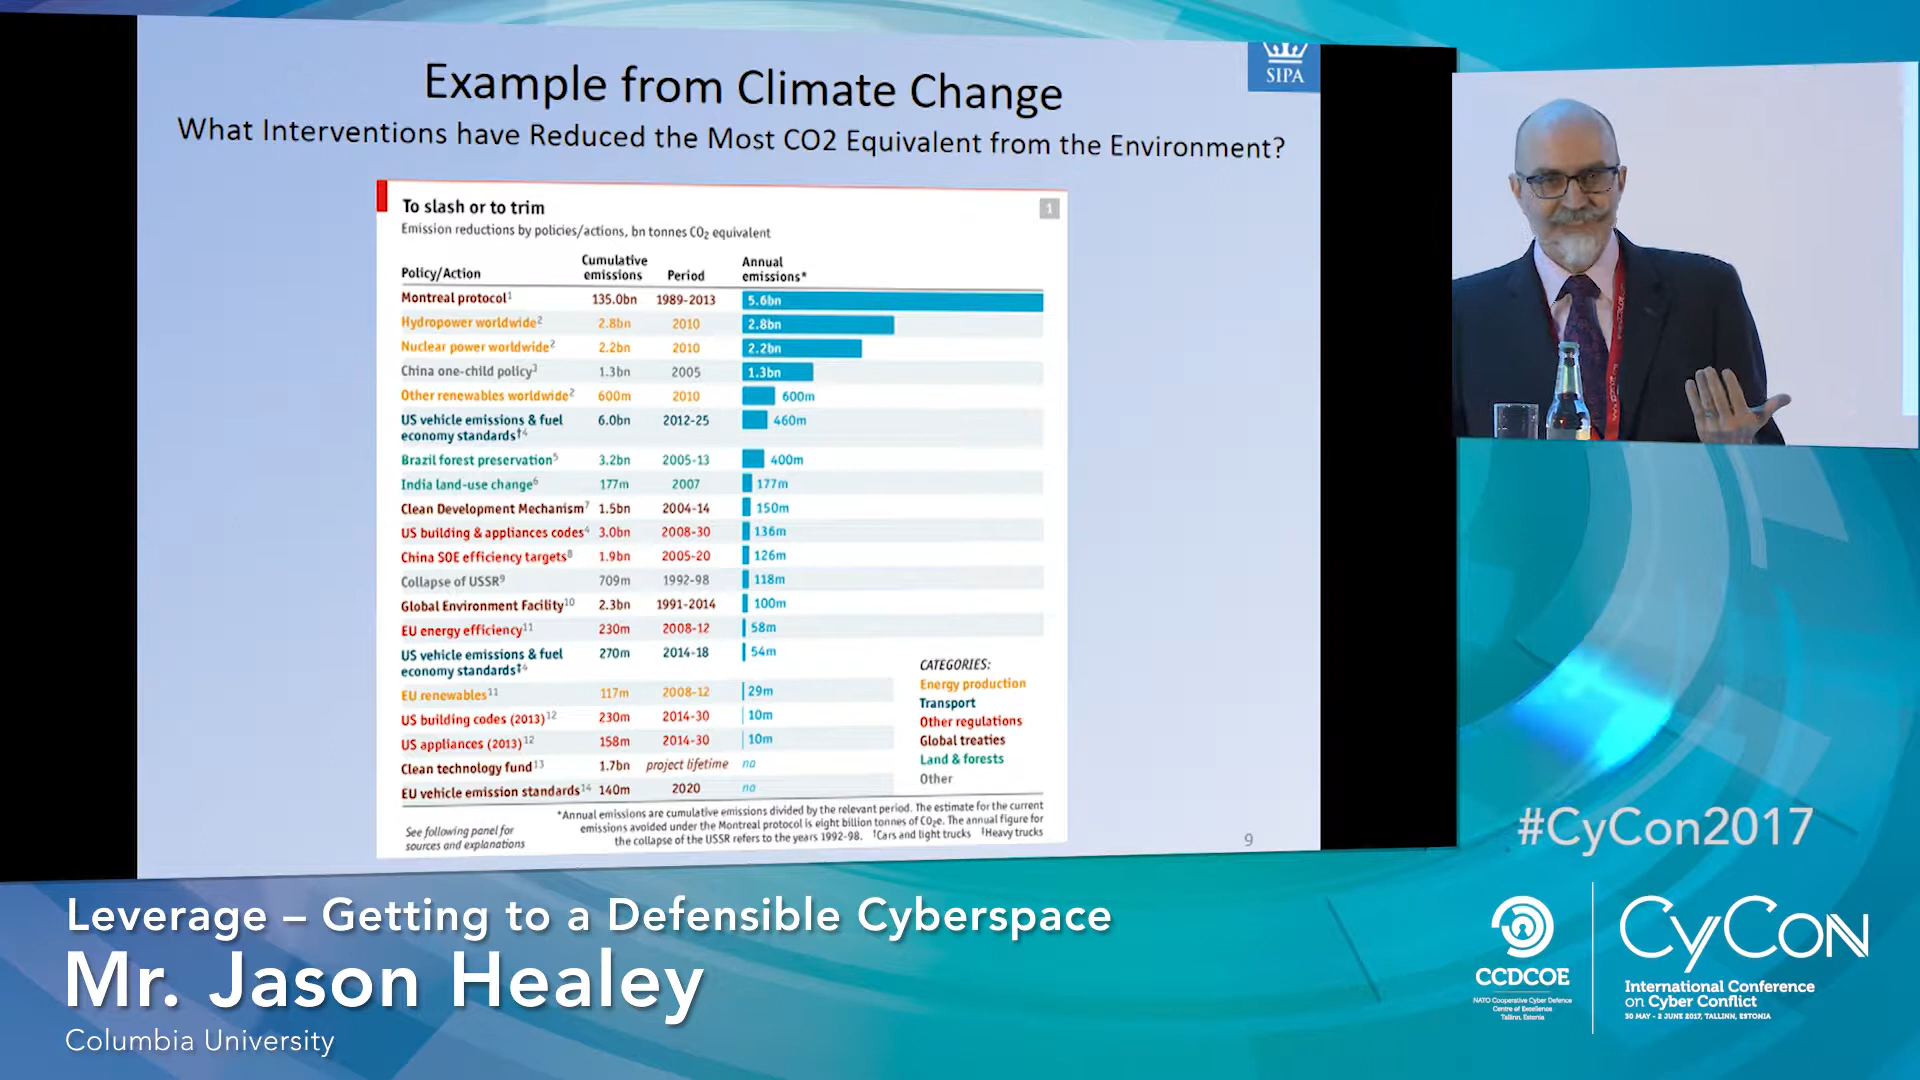 SIPA
Example from Climate Change
What Interventions have Reduced the Most CO2 Equivalent from the Environment?
To slash or to trim
1
Emission reductions by policies/actions, bn tonnes CO₂ equivalent
Policy/Action Cumulative emissions Period Annual emissions*
Montreal protocol¹ 135.0bn 1989-2013 5.6bn
Hydropower worldwide² 2.8bn 2010 2.8bn
Nuclear power worldwide² 2.2bn 2010 2.2bn
China one-child policy³ 1.3bn 2005 1.3bn
Other renewables worldwide² 600m 2010 600m
US vehicle emissions & fuel economy standards†⁴ 6.0bn 2012-25 460m
Brazil forest preservation⁵ 3.2bn 2005-13 400m
India land-use change⁶ 177m 2007 177m
Clean Development Mechanism⁷ 1.5bn 2004-14 150m
US building & appliances codes⁴ 3.0bn 2008-30 136m
China SOE efficiency targets⁸ 1.9bn 2005-20 126m
Collapse of USSR⁹ 709m 1992-98 118m
Global Environment Facility¹⁰ 2.3bn 1991-2014 100m
EU energy efficiency¹¹ 230m 2008-12 58m
US vehicle emissions & fuel economy standards‡⁴ 270m 2014-18 54m
EU renewables¹¹ 117m 2008-12 29m
US building codes (2013)¹² 230m 2014-30 10m
US appliances (2013)¹² 158m 2014-30 10m
Clean technology fund¹³ 1.7bn project lifetime na
EU vehicle emission standards¹⁴ 140m 2020 na
CATEGORIES:
Energy production
Transport
Other regulations
Global treaties
Land & forests
Other
See following panel for
sources and explanations
*Annual emissions are cumulative emissions divided by the relevant period. The estimate for the current
emissions avoided under the Montreal protocol is eight billion tonnes of CO₂e. The annual figure for
the collapse of the USSR refers to the years 1992-98. †Cars and light trucks ‡Heavy trucks
9
#CyCon2017
Leverage – Getting to a Defensible Cyberspace
Mr. Jason Healey
Columbia University
CCDCOE
NATO Cooperative Cyber Defence
Centre of Excellence
Tallinn, Estonia
CyCON
International Conference
on Cyber Conflict
30 MAY - 2 JUNE 2017, TALLINN, ESTONIA